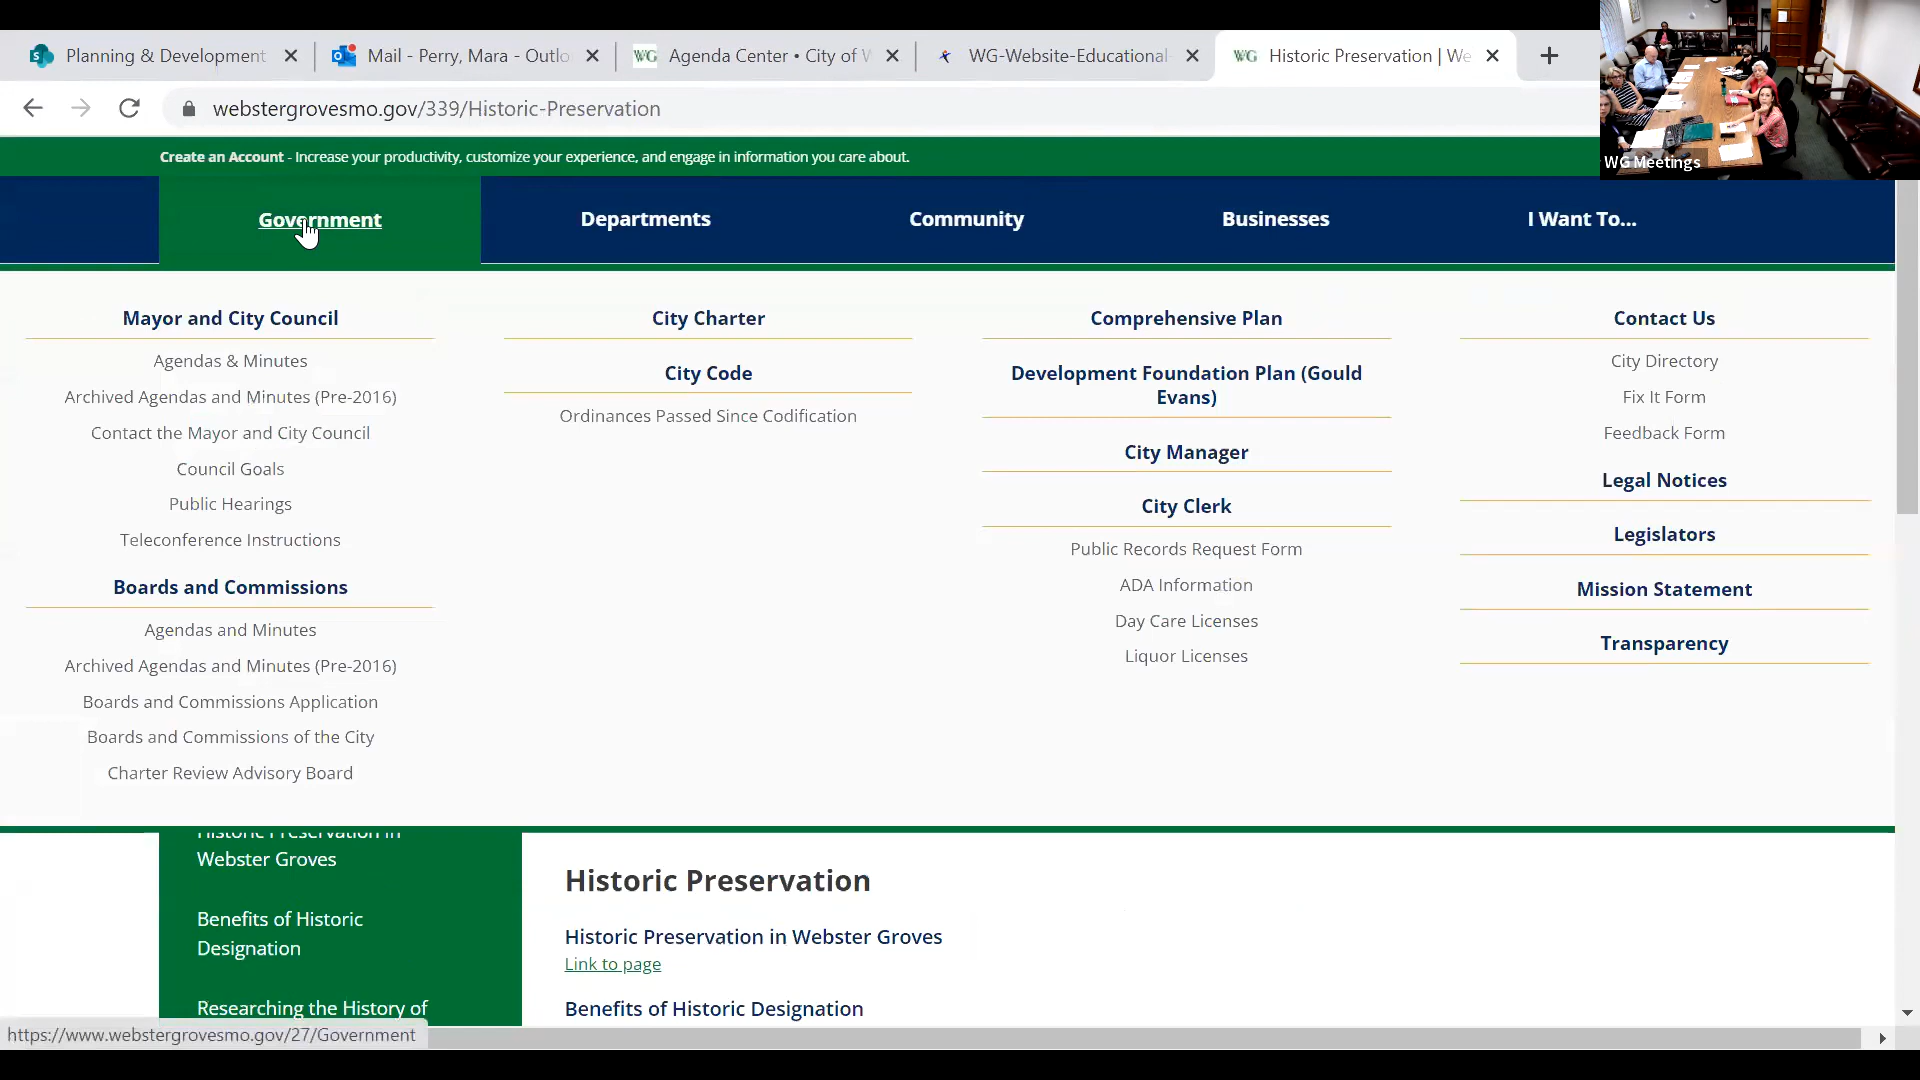 Planning & Development
Mail - Perry, Mara - Outlo
WG
Agenda Center • City of W
WG-Website-Educational-
WG
Historic Preservation | We
webstergrovesmo.gov/339/Historic-Preservation
WG Meetings
Create an Account - Increase your productivity, customize your experience, and engage in information you care about.
Government
Departments
Community
Businesses
I Want To...
Mayor and City Council
Agendas & Minutes
Archived Agendas and Minutes (Pre-2016)
Contact the Mayor and City Council
Council Goals
Public Hearings
Teleconference Instructions
Boards and Commissions
Agendas and Minutes
Archived Agendas and Minutes (Pre-2016)
Boards and Commissions Application
Boards and Commissions of the City
Charter Review Advisory Board
City Charter
City Code
Ordinances Passed Since Codification
Comprehensive Plan
Development Foundation Plan (Gould
Evans)
City Manager
City Clerk
Public Records Request Form
ADA Information
Day Care Licenses
Liquor Licenses
Contact Us
City Directory
Fix It Form
Feedback Form
Legal Notices
Legislators
Mission Statement
Transparency
Historic Preservation in
Webster Groves
Benefits of Historic
Designation
Researching the History of
Historic Preservation
Historic Preservation in Webster Groves
Link to page
Benefits of Historic Designation
https://www.webstergrovesmo.gov/27/Government